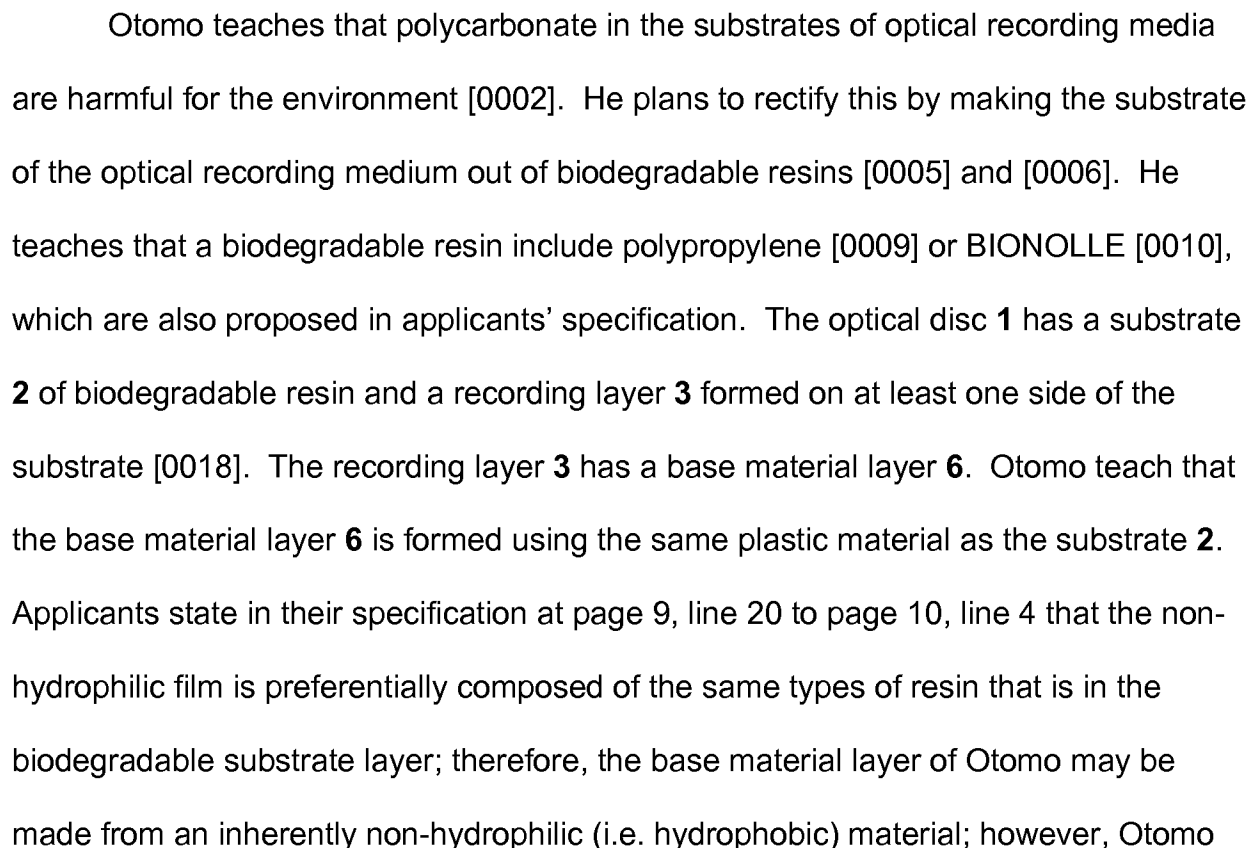 Otomo teaches that polycarbonate in the substrates of optical recording media
are harmful for the environment [0002].  He plans to rectify this by making the substrate
of the optical recording medium out of biodegradable resins [0005] and [0006].  He
teaches that a biodegradable resin include polypropylene [0009] or BIONOLLE [0010],
which are also proposed in applicants’ specification.  The optical disc 1 has a substrate
2 of biodegradable resin and a recording layer 3 formed on at least one side of the
substrate [0018].  The recording layer 3 has a base material layer 6.  Otomo teach that
the base material layer 6 is formed using the same plastic material as the substrate 2.
Applicants state in their specification at page 9, line 20 to page 10, line 4 that the non-
hydrophilic film is preferentially composed of the same types of resin that is in the
biodegradable substrate layer; therefore, the base material layer of Otomo may be
made from an inherently non-hydrophilic (i.e. hydrophobic) material; however, Otomo